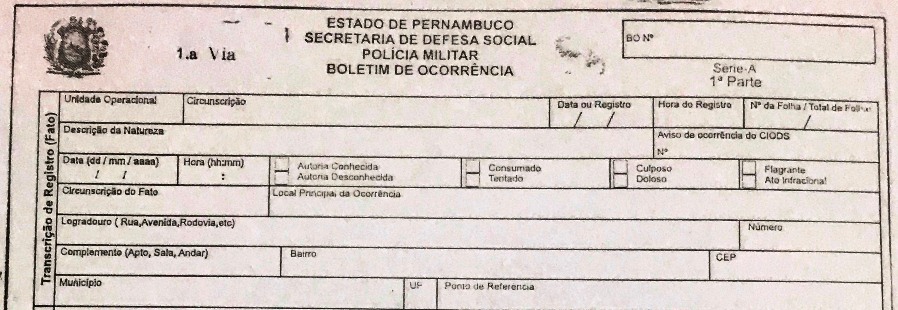 ESTADO DE PERNAMBUCO
SECRETARIA DE DEFESA SOCIAL
POLÍCIA MILITAR
BOLETIM DE OCORRÊNCIA
1.a Via
BO Nº
Série-A
1ª Parte
Transcrição de Registro (Fato)
Unidade Operacional Circunscrição Data ou Registro Hora do Registro Nº da Folha / Total de Folhas
/ / /
Descrição da Natureza Aviso de ocorrência do CIODS
Nº
Data (dd / mm / aaaa) Hora (hh:mm) Autoria Conhecida Consumado Culposo Flagrante
/ / : Autoria Desconhecida Tentado Doloso Ato Infracional
Circunscrição do Fato Local Principal da Ocorrência
Logradouro ( Rua,Avenida,Rodovia,etc) Número
Complemento (Apto, Sala, Andar) Bairro CEP
Município UF Ponto de Referencia